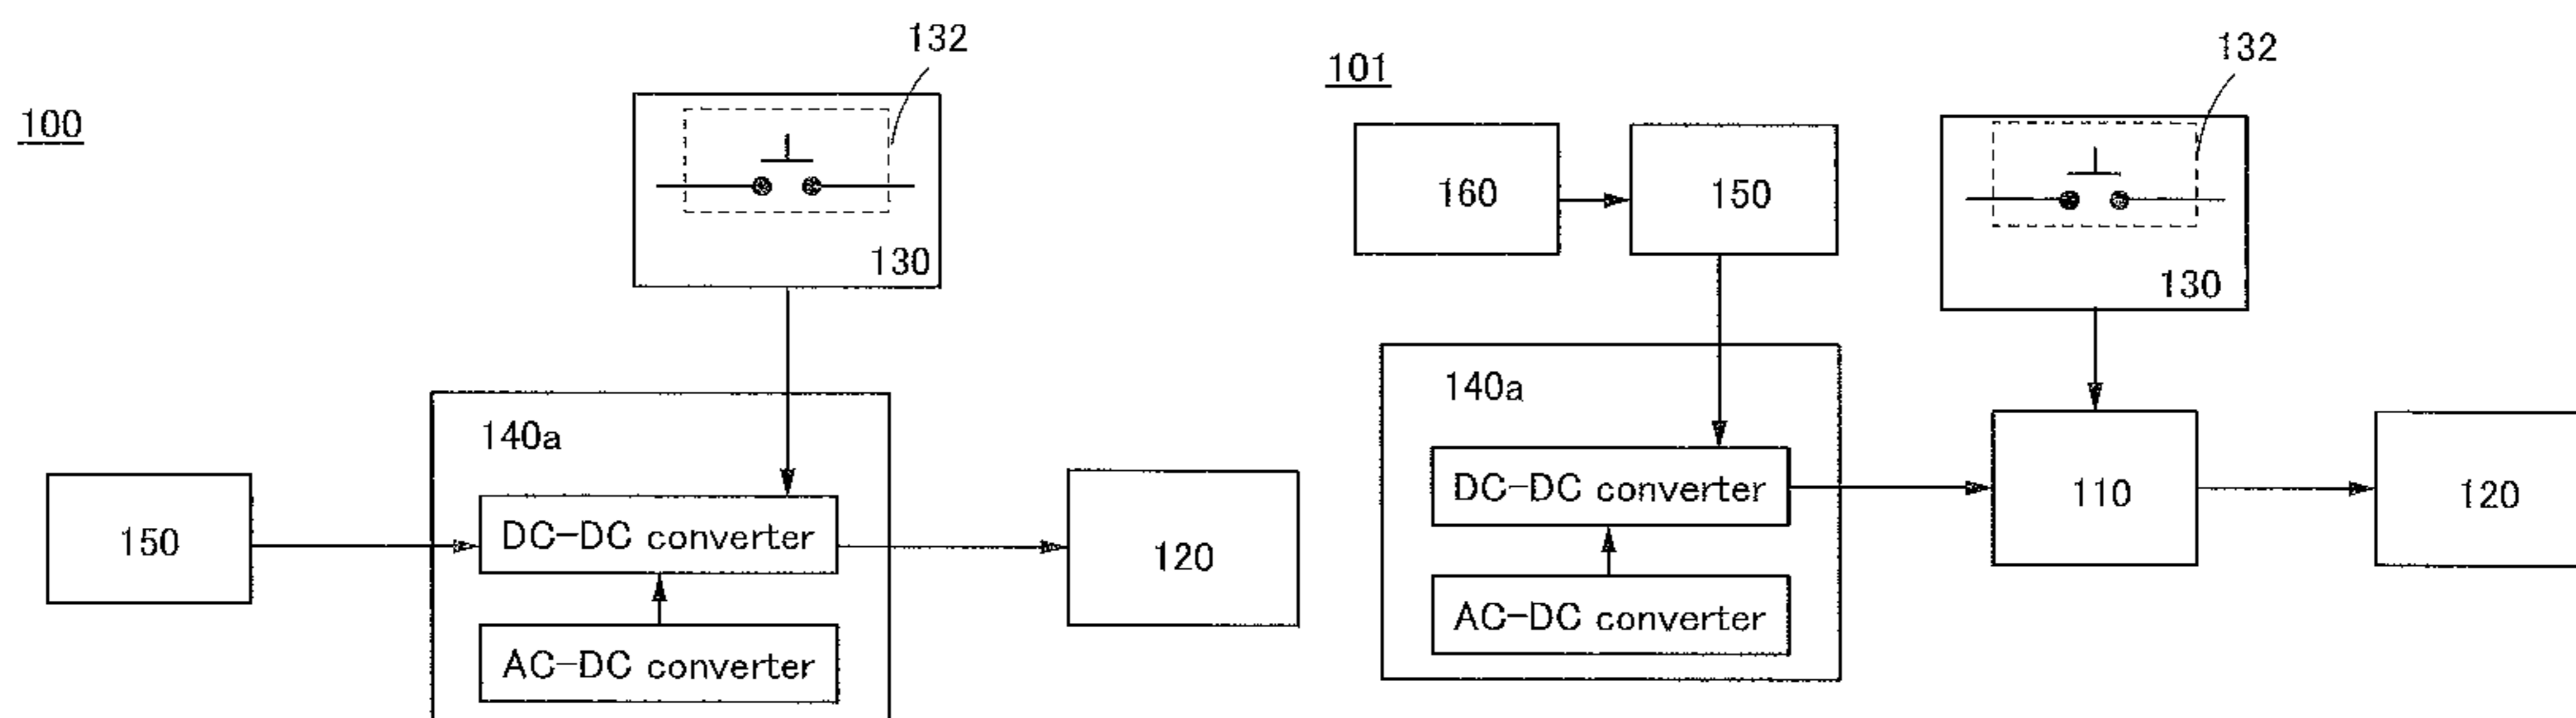 100
132
130
140a
150
DC-DC converter
AC-DC converter
120
101
160
150
132
130
140a
DC-DC converter
AC-DC converter
110
120